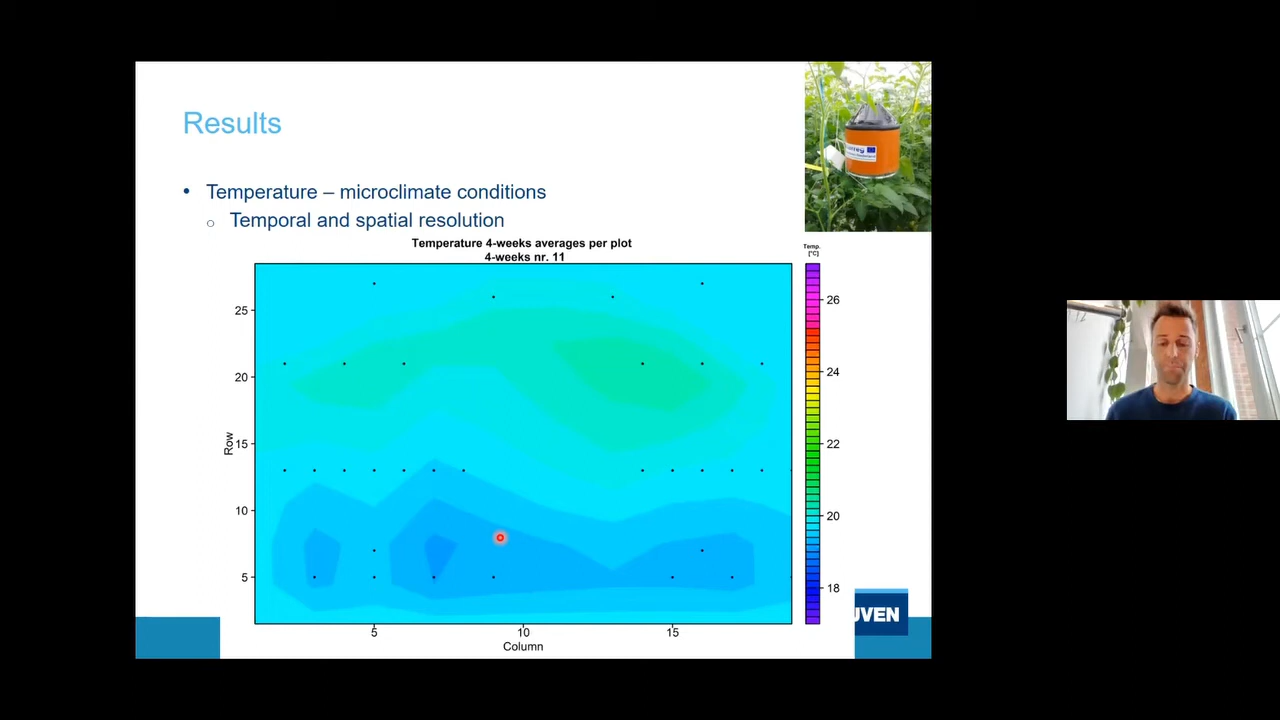 Results
• Temperature – microclimate conditions
○ Temporal and spatial resolution
Temperature 4-weeks averages per plot
4-weeks nr. 11
Temp.
[°C]
26
24
22
20
18
25
20
15
10
5
Row
5
10
15
Column
UVEN